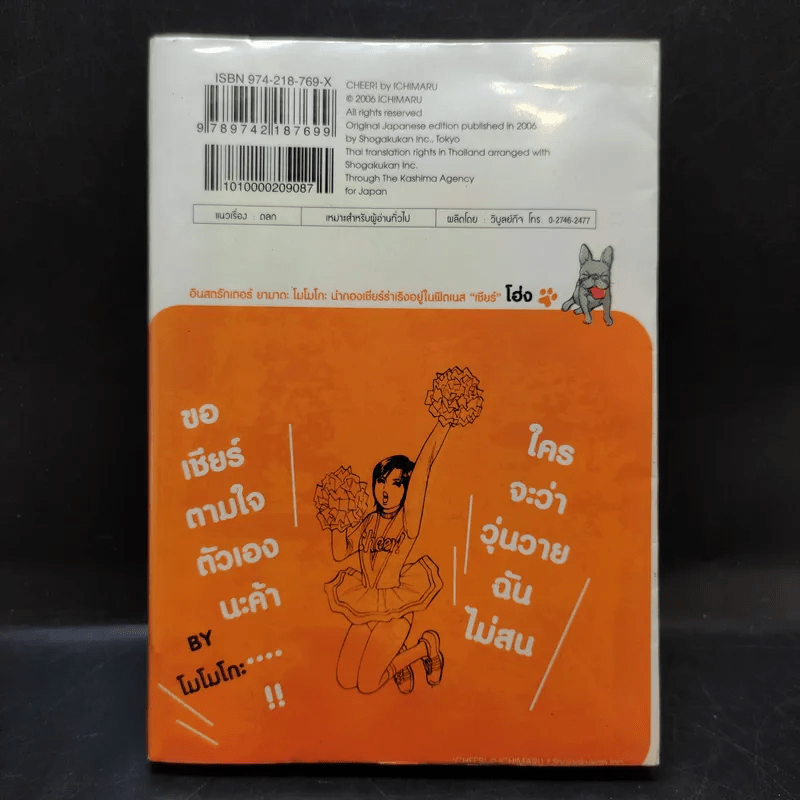 ISBN 974-218-769-X
9 789742 187699
1010000209087
CHEERI by ICHIMARU
© 2006 ICHIMARU
All rights reserved
Original Japanese edition published in 2006
by Shogakukan Inc., Tokyo
Thai translation rights in Thailand arranged with
Shogakukan Inc.
Through The Kashima Agency
for Japan
แนวเรื่อง : ตลก
เหมาะสำหรับผู้อ่านทั่วไป
ผลิตโดย : วิบูลย์กิจ โทร. 0-2746-2477
อินสตรักเตอร์ ยามาดะ โมโมโกะ นำกองเชียร์ร่าเริงอยู่ในฟิตเนส "เชียร์" โฮ่ง
ขอ
เชียร์
ตามใจ
ตัวเอง
นะค้า
BY
โมโมโกะ....
!!
Cheer!
ใคร
จะว่า
วุ่นวาย
ฉัน
ไม่สน
CHEERI © ICHIMARU / Shogakukan Inc.